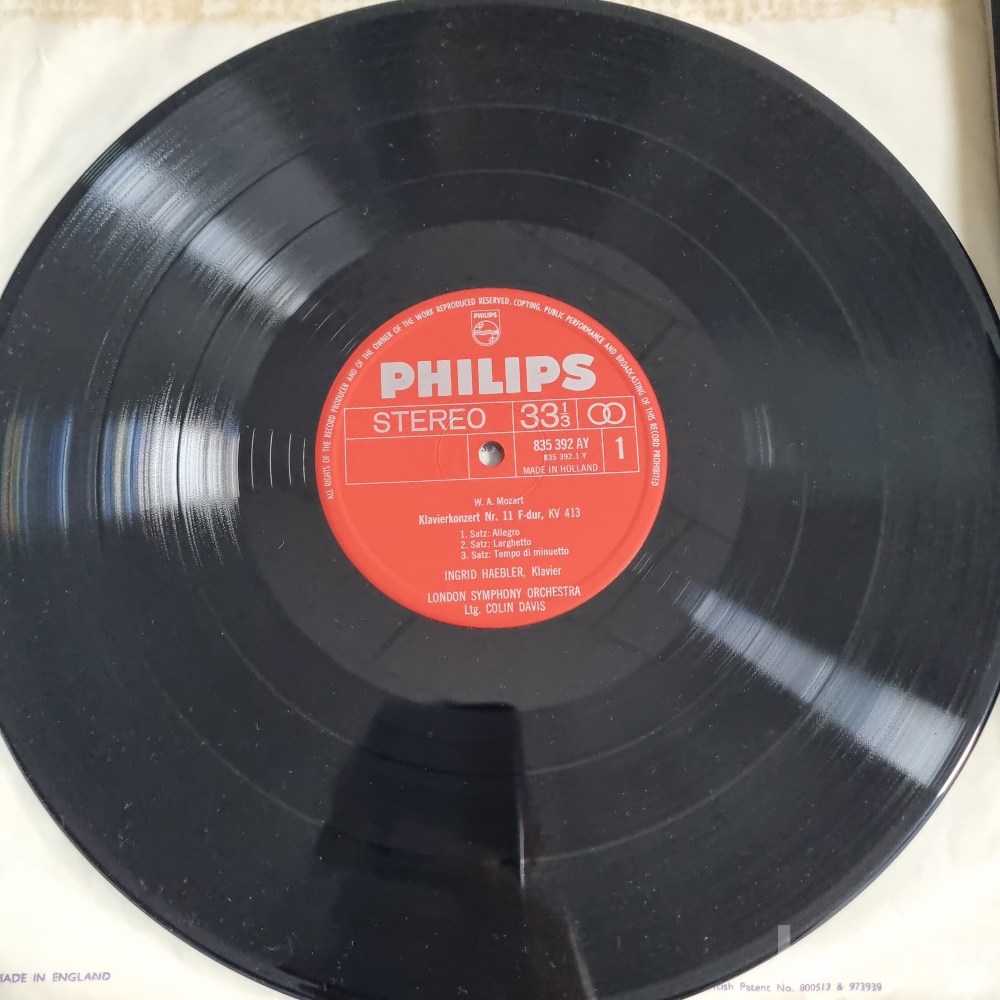 ALL RIGHTS OF THE RECORD PRODUCER AND OF THE OWNER OF THE WORK REPRODUCED RESERVED. COPYING, PUBLIC PERFORMANCE AND BROADCASTING OF THIS RECORD PROHIBITED
PHILIPS
PHILIPS
STEREO 33 1/3
835 392 AY
835 392.1 Y
1
MADE IN HOLLAND
W. A. Mozart
Klavierkonzert Nr. 11 F-dur, KV 413
1. Satz: Allegro
2. Satz: Larghetto
3. Satz: Tempo di minuetto
INGRID HAEBLER, Klavier
LONDON SYMPHONY ORCHESTRA
Ltg. COLIN DAVIS
MADE IN ENGLAND
Patent No. 800513 & 973939